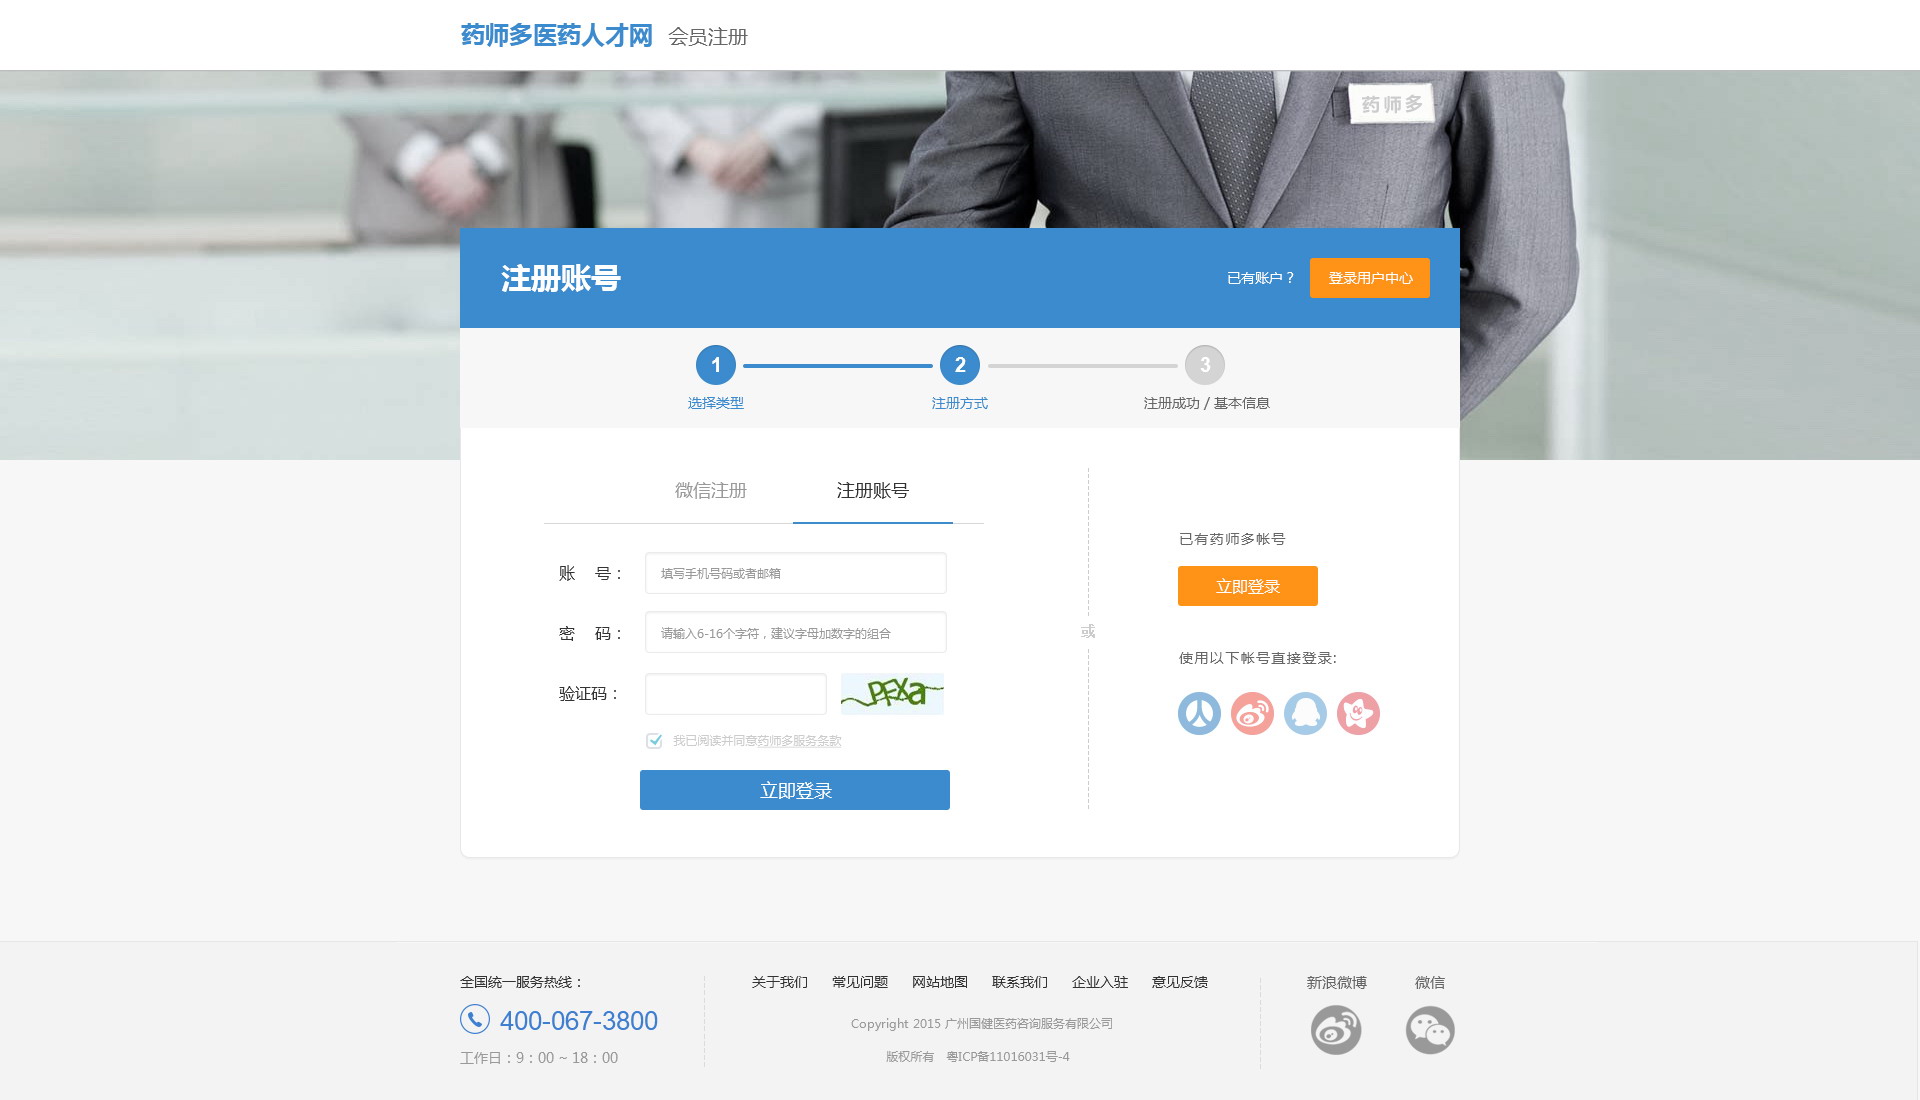 药师多医药人才网 会员注册
药师多
注册账号
已有账户？ 登录用户中心
1 2 3
选择类型 注册方式 注册成功 / 基本信息
微信注册 注册账号
账 号：填写手机号码或者邮箱
密 码：请输入6-16个字符，建议字母加数字的组合
验证码： PFXa
我已阅读并同意药师多服务条款
立即登录
或
已有药师多帐号
立即登录
使用以下帐号直接登录:
全国统一服务热线：
400-067-3800
工作日：9：00 ~ 18：00
关于我们 常见问题 网站地图 联系我们 企业入驻 意见反馈
Copyright 2015 广州国健医药咨询服务有限公司
版权所有 粤ICP备11016031号-4
新浪微博 微信